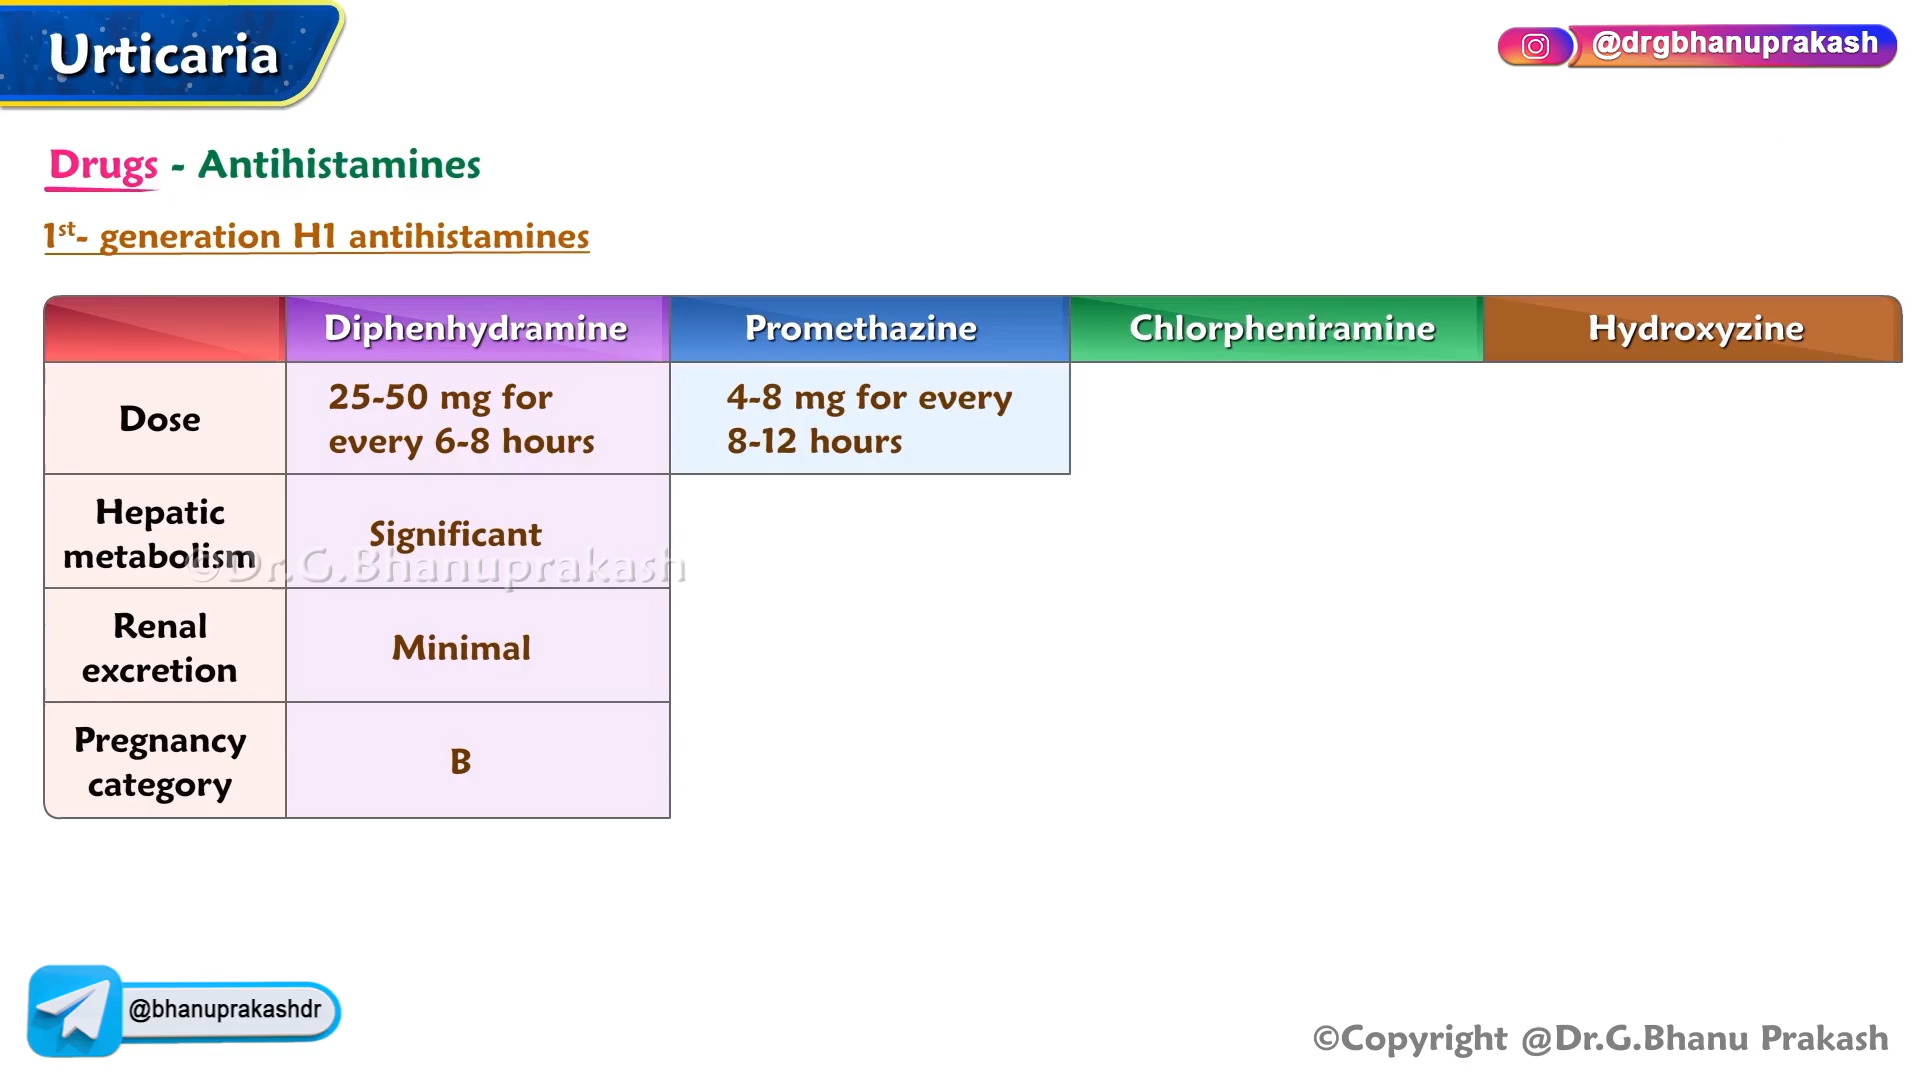 Urticaria
@drgbhanuprakash
Drugs - Antihistamines
1st- generation H1 antihistamines
Diphenhydramine Promethazine Chlorpheniramine Hydroxyzine
Dose
25-50 mg for
every 6-8 hours
4-8 mg for every
8-12 hours
Hepatic
metabolism
Significant
©Dr.G.Bhanuprakash
Renal
excretion
Minimal
Pregnancy
category
B
@bhanuprakashdr
©Copyright @Dr.G.Bhanu Prakash